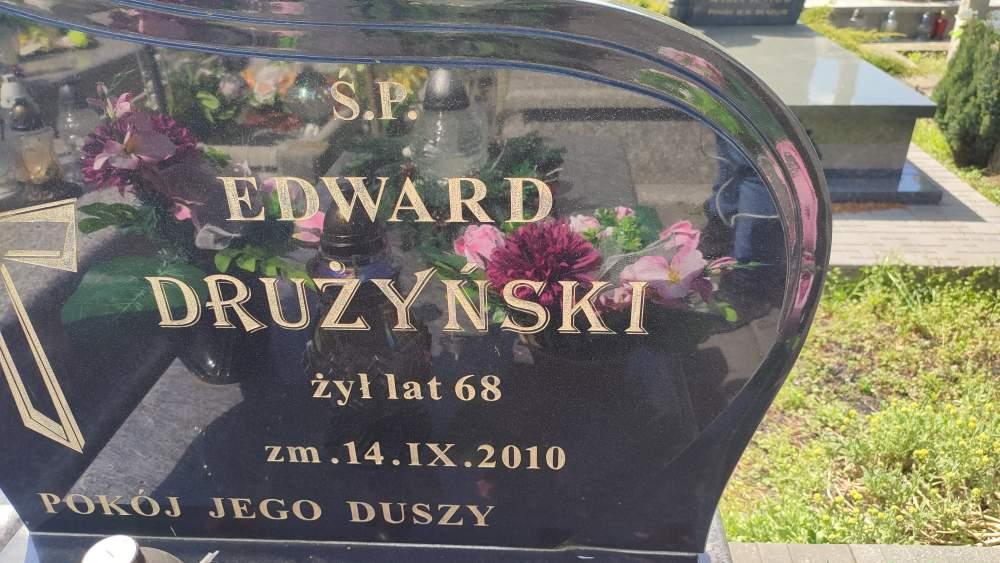 Ś.P.
EDWARD
DRUŻYŃSKI
żył lat 68
zm.14.IX.2010
POKÓJ JEGO DUSZY